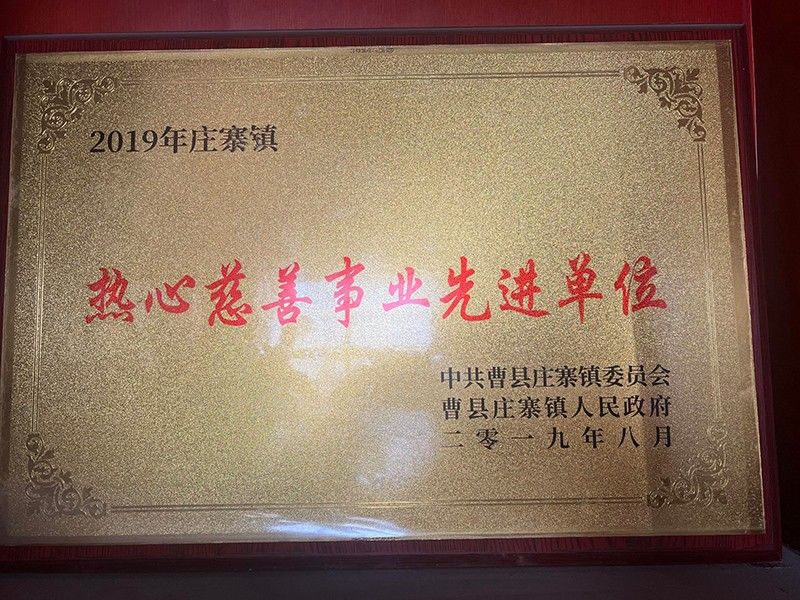 2019年庄寨镇
热心慈善事业先进单位
中共曹县庄寨镇委员会
曹县庄寨镇人民政府
二零一九年八月